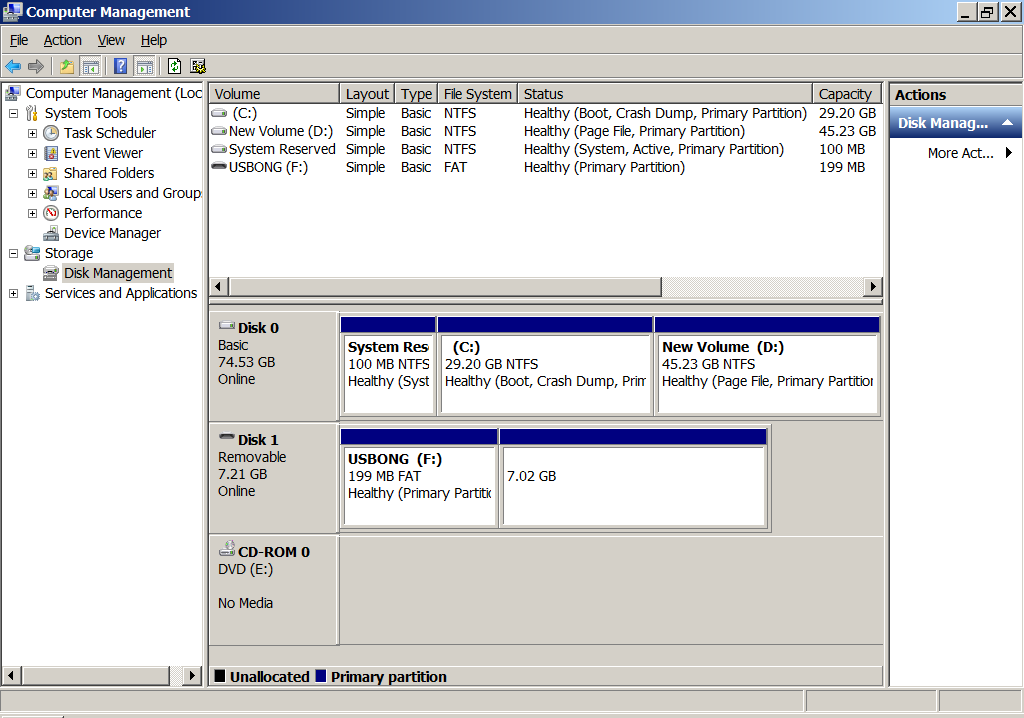 Computer Management
File Action View Help
Computer Management (Loc
System Tools
Task Scheduler
Event Viewer
Shared Folders
Local Users and Group
Performance
Device Manager
Storage
Disk Management
Services and Applications
Volume Layout Type File System Status Capacity
(C:) Simple Basic NTFS Healthy (Boot, Crash Dump, Primary Partition) 29.20 GB
New Volume (D:) Simple Basic NTFS Healthy (Page File, Primary Partition) 45.23 GB
System Reserved Simple Basic NTFS Healthy (System, Active, Primary Partition) 100 MB
USBONG (F:) Simple Basic FAT Healthy (Primary Partition) 199 MB
Disk 0
Basic
74.53 GB
Online
System Res
100 MB NTFS
Healthy (Syst
(C:)
29.20 GB NTFS
Healthy (Boot, Crash Dump, Prim
New Volume (D:)
45.23 GB NTFS
Healthy (Page File, Primary Partition
Disk 1
Removable
7.21 GB
Online
USBONG (F:)
199 MB FAT
Healthy (Primary Partitio
7.02 GB
CD-ROM 0
DVD (E:)
No Media
Unallocated Primary partition
Actions
Disk Manag...
More Act...